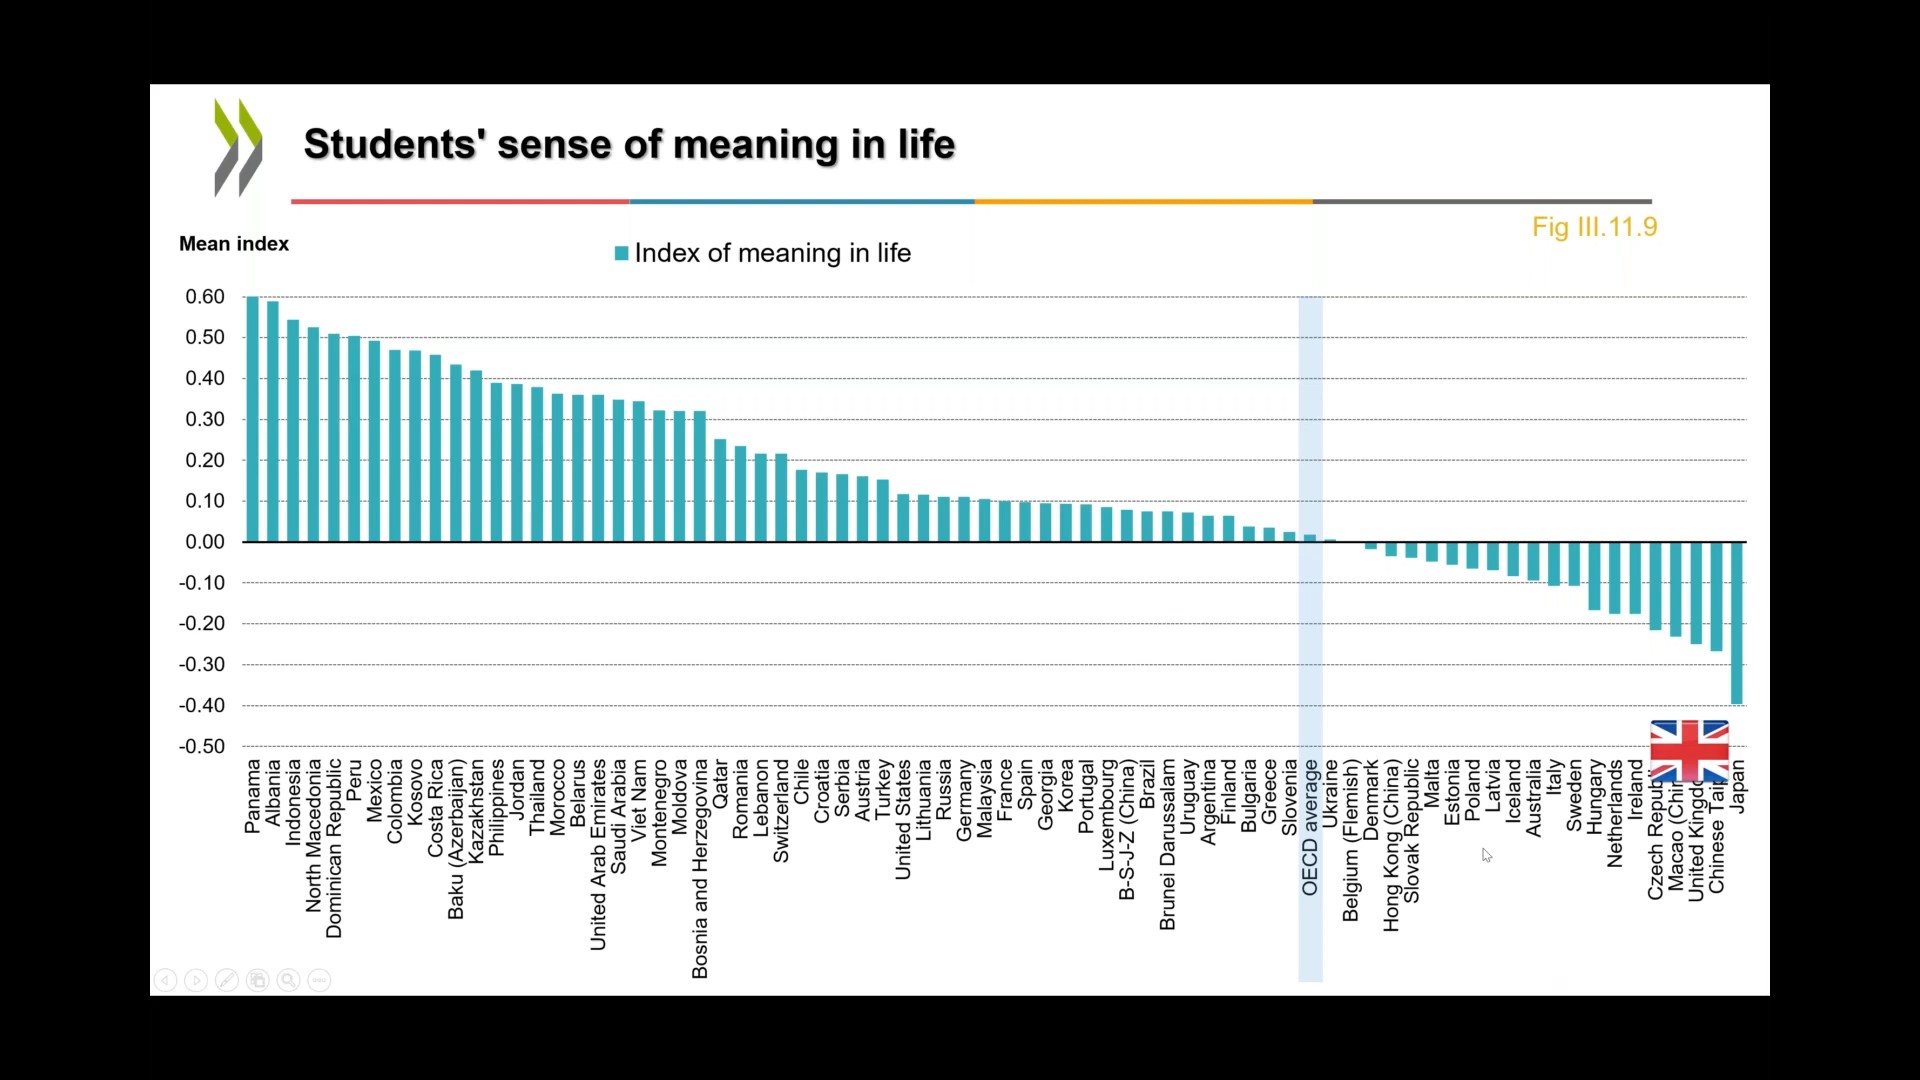 Students' sense of meaning in life
Fig III.11.9
Mean index
Index of meaning in life
0.60
0.50
0.40
0.30
0.20
0.10
0.00
-0.10
-0.20
-0.30
-0.40
-0.50
Panama
Albania
Indonesia
North Macedonia
Dominican Republic
Peru
Mexico
Colombia
Kosovo
Costa Rica
Baku (Azerbaijan)
Kazakhstan
Philippines
Jordan
Thailand
Morocco
Belarus
United Arab Emirates
Saudi Arabia
Viet Nam
Montenegro
Moldova
Bosnia and Herzegovina
Qatar
Romania
Lebanon
Switzerland
Chile
Croatia
Serbia
Austria
Turkey
United States
Lithuania
Russia
Germany
Malaysia
France
Spain
Georgia
Korea
Portugal
Luxembourg
B-S-J-Z (China)
Brazil
Brunei Darussalam
Uruguay
Argentina
Finland
Bulgaria
Greece
Slovenia
OECD average
Ukraine
Belgium (Flemish)
Denmark
Hong Kong (China)
Slovak Republic
Malta
Estonia
Poland
Latvia
Iceland
Australia
Italy
Sweden
Hungary
Netherlands
Ireland
Czech
Macao
United
Chinese
Japan